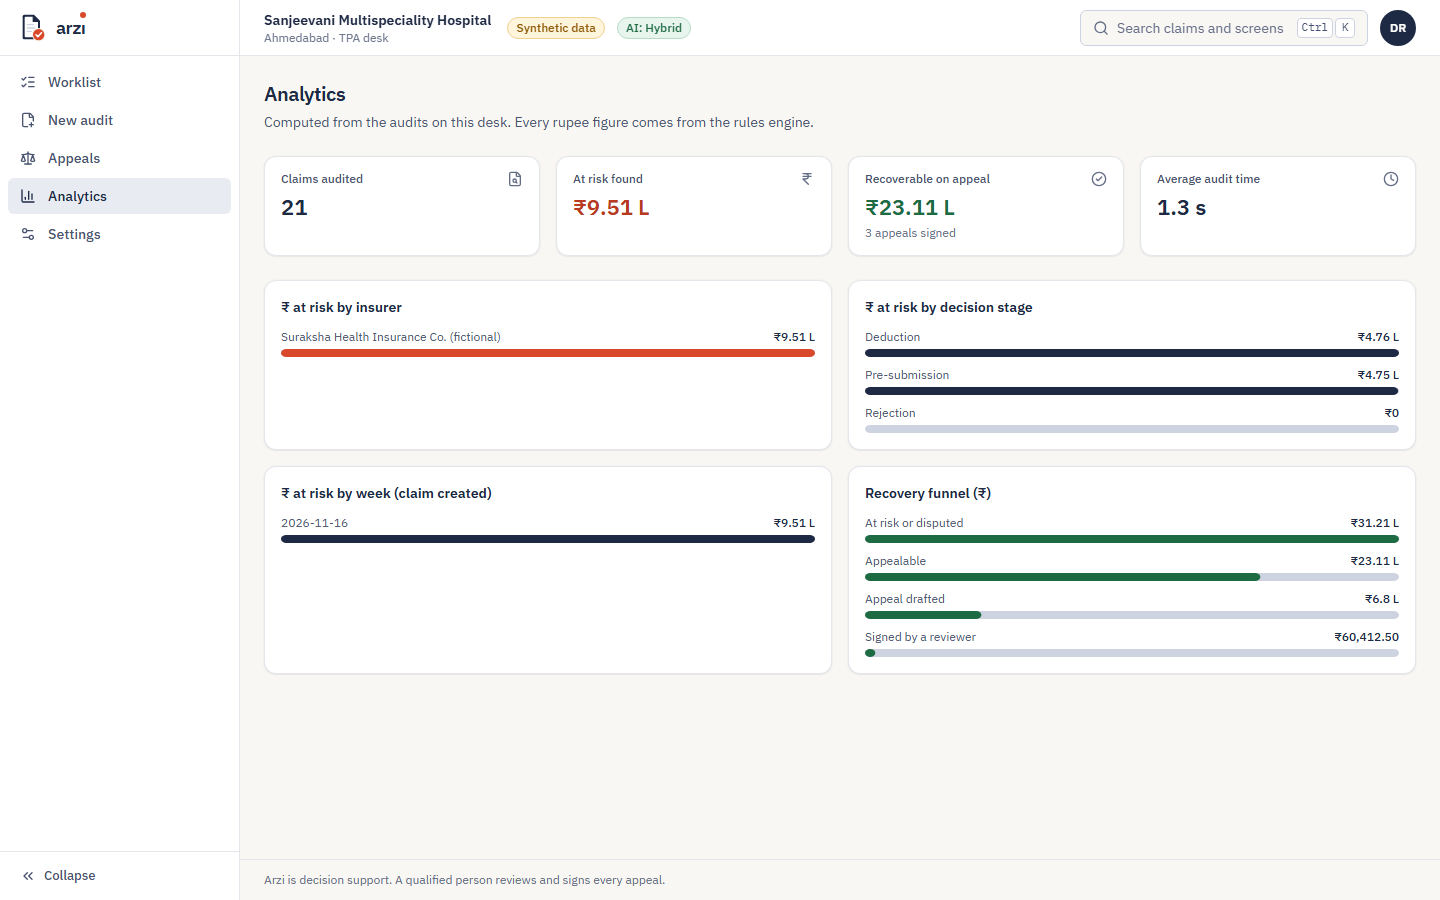 arzı
Sanjeevani Multispeciality Hospital
Ahmedabad · TPA desk
Synthetic data
AI: Hybrid
Search claims and screens
Ctrl K
DR
Worklist
New audit
Appeals
Analytics
Settings
Collapse
Analytics
Computed from the audits on this desk. Every rupee figure comes from the rules engine.
Claims audited
21
At risk found
₹
₹9.51 L
Recoverable on appeal
₹23.11 L
3 appeals signed
Average audit time
1.3 s
₹ at risk by insurer
Suraksha Health Insurance Co. (fictional) ₹9.51 L
₹ at risk by decision stage
Deduction ₹4.76 L
Pre-submission ₹4.75 L
Rejection ₹0
₹ at risk by week (claim created)
2026-11-16 ₹9.51 L
Recovery funnel (₹)
At risk or disputed ₹31.21 L
Appealable ₹23.11 L
Appeal drafted ₹6.8 L
Signed by a reviewer ₹60,412.50
Arzi is decision support. A qualified person reviews and signs every appeal.